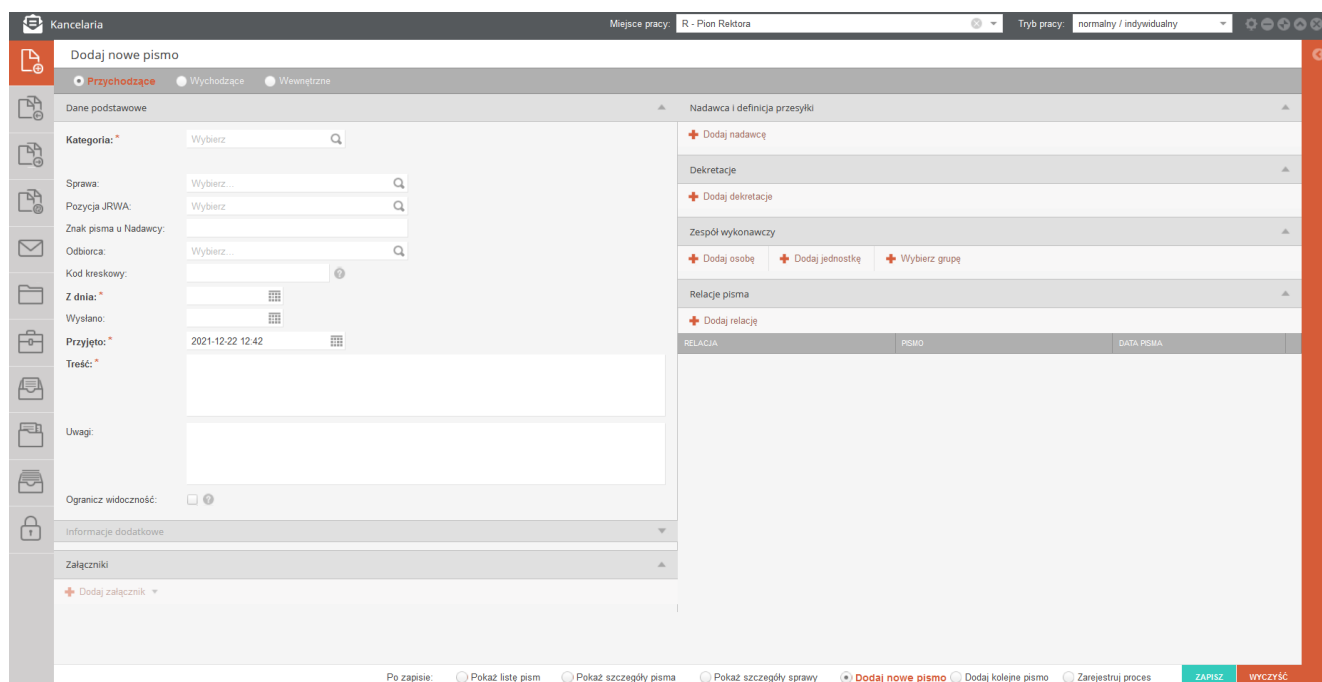 Kancelaria Miejsce pracy: R - Pion Rektora Tryb pracy: normalny / indywidualny
Dodaj nowe pismo
Przychodzące Wychodzące Wewnętrzne
Dane podstawowe
Kategoria: * Wybierz
Sprawa: Wybierz...
Pozycja JRWA: Wybierz
Znak pisma u Nadawcy:
Odbiorca: Wybierz...
Kod kreskowy:
Z dnia: *
Wysłano:
Przyjęto: * 2021-12-22 12:42
Treść: *
Uwagi:
Ogranicz widoczność:
Informacje dodatkowe
Załączniki
Dodaj załącznik
Nadawca i definicja przesyłki
Dodaj nadawcę
Dekretacje
Dodaj dekretacje
Zespół wykonawczy
Dodaj osobę Dodaj jednostkę Wybierz grupę
Relacje pisma
Dodaj relację
RELACJA PISMO DATA PISMA
Po zapisie: Pokaż listę pism Pokaż szczegóły pisma Pokaż szczegóły sprawy Dodaj nowe pismo Dodaj kolejne pismo Zarejestruj proces ZAPISZ WYCZYŚĆ